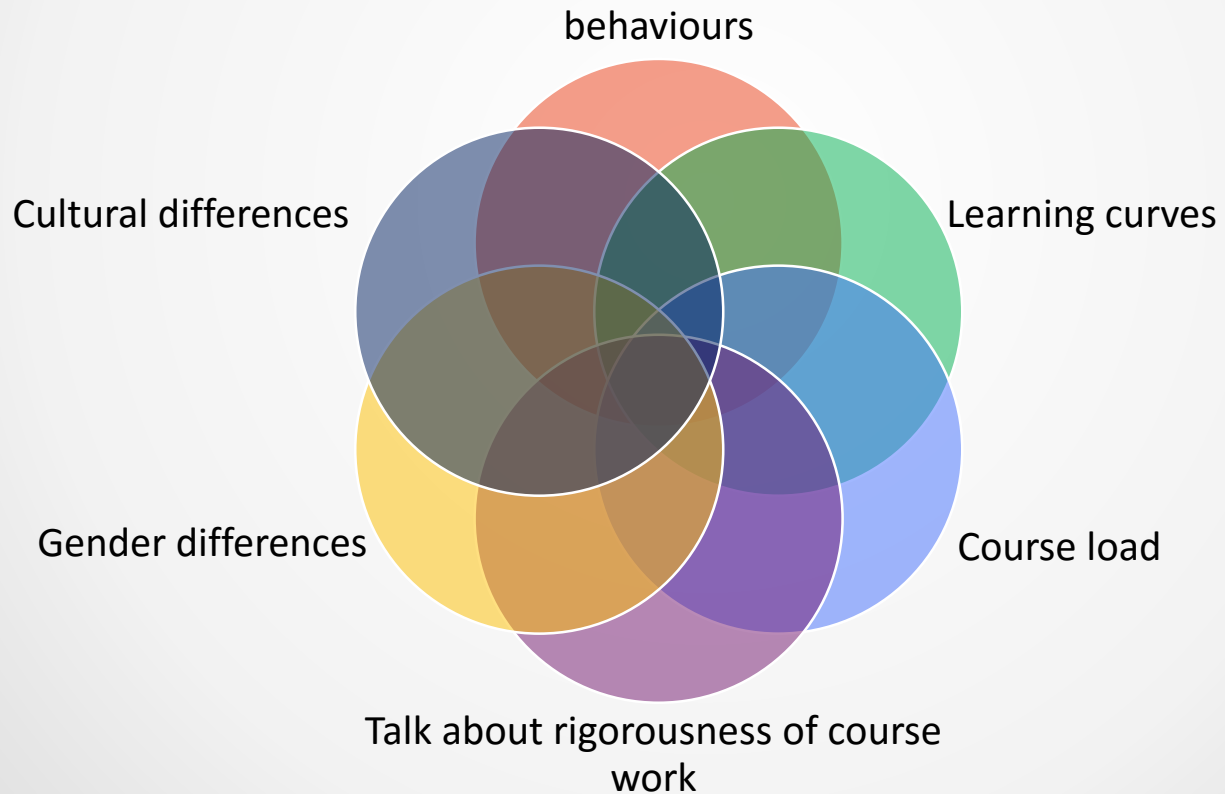 behaviours
Cultural differences
Learning curves
Gender differences
Course load
Talk about rigorousness of course
work